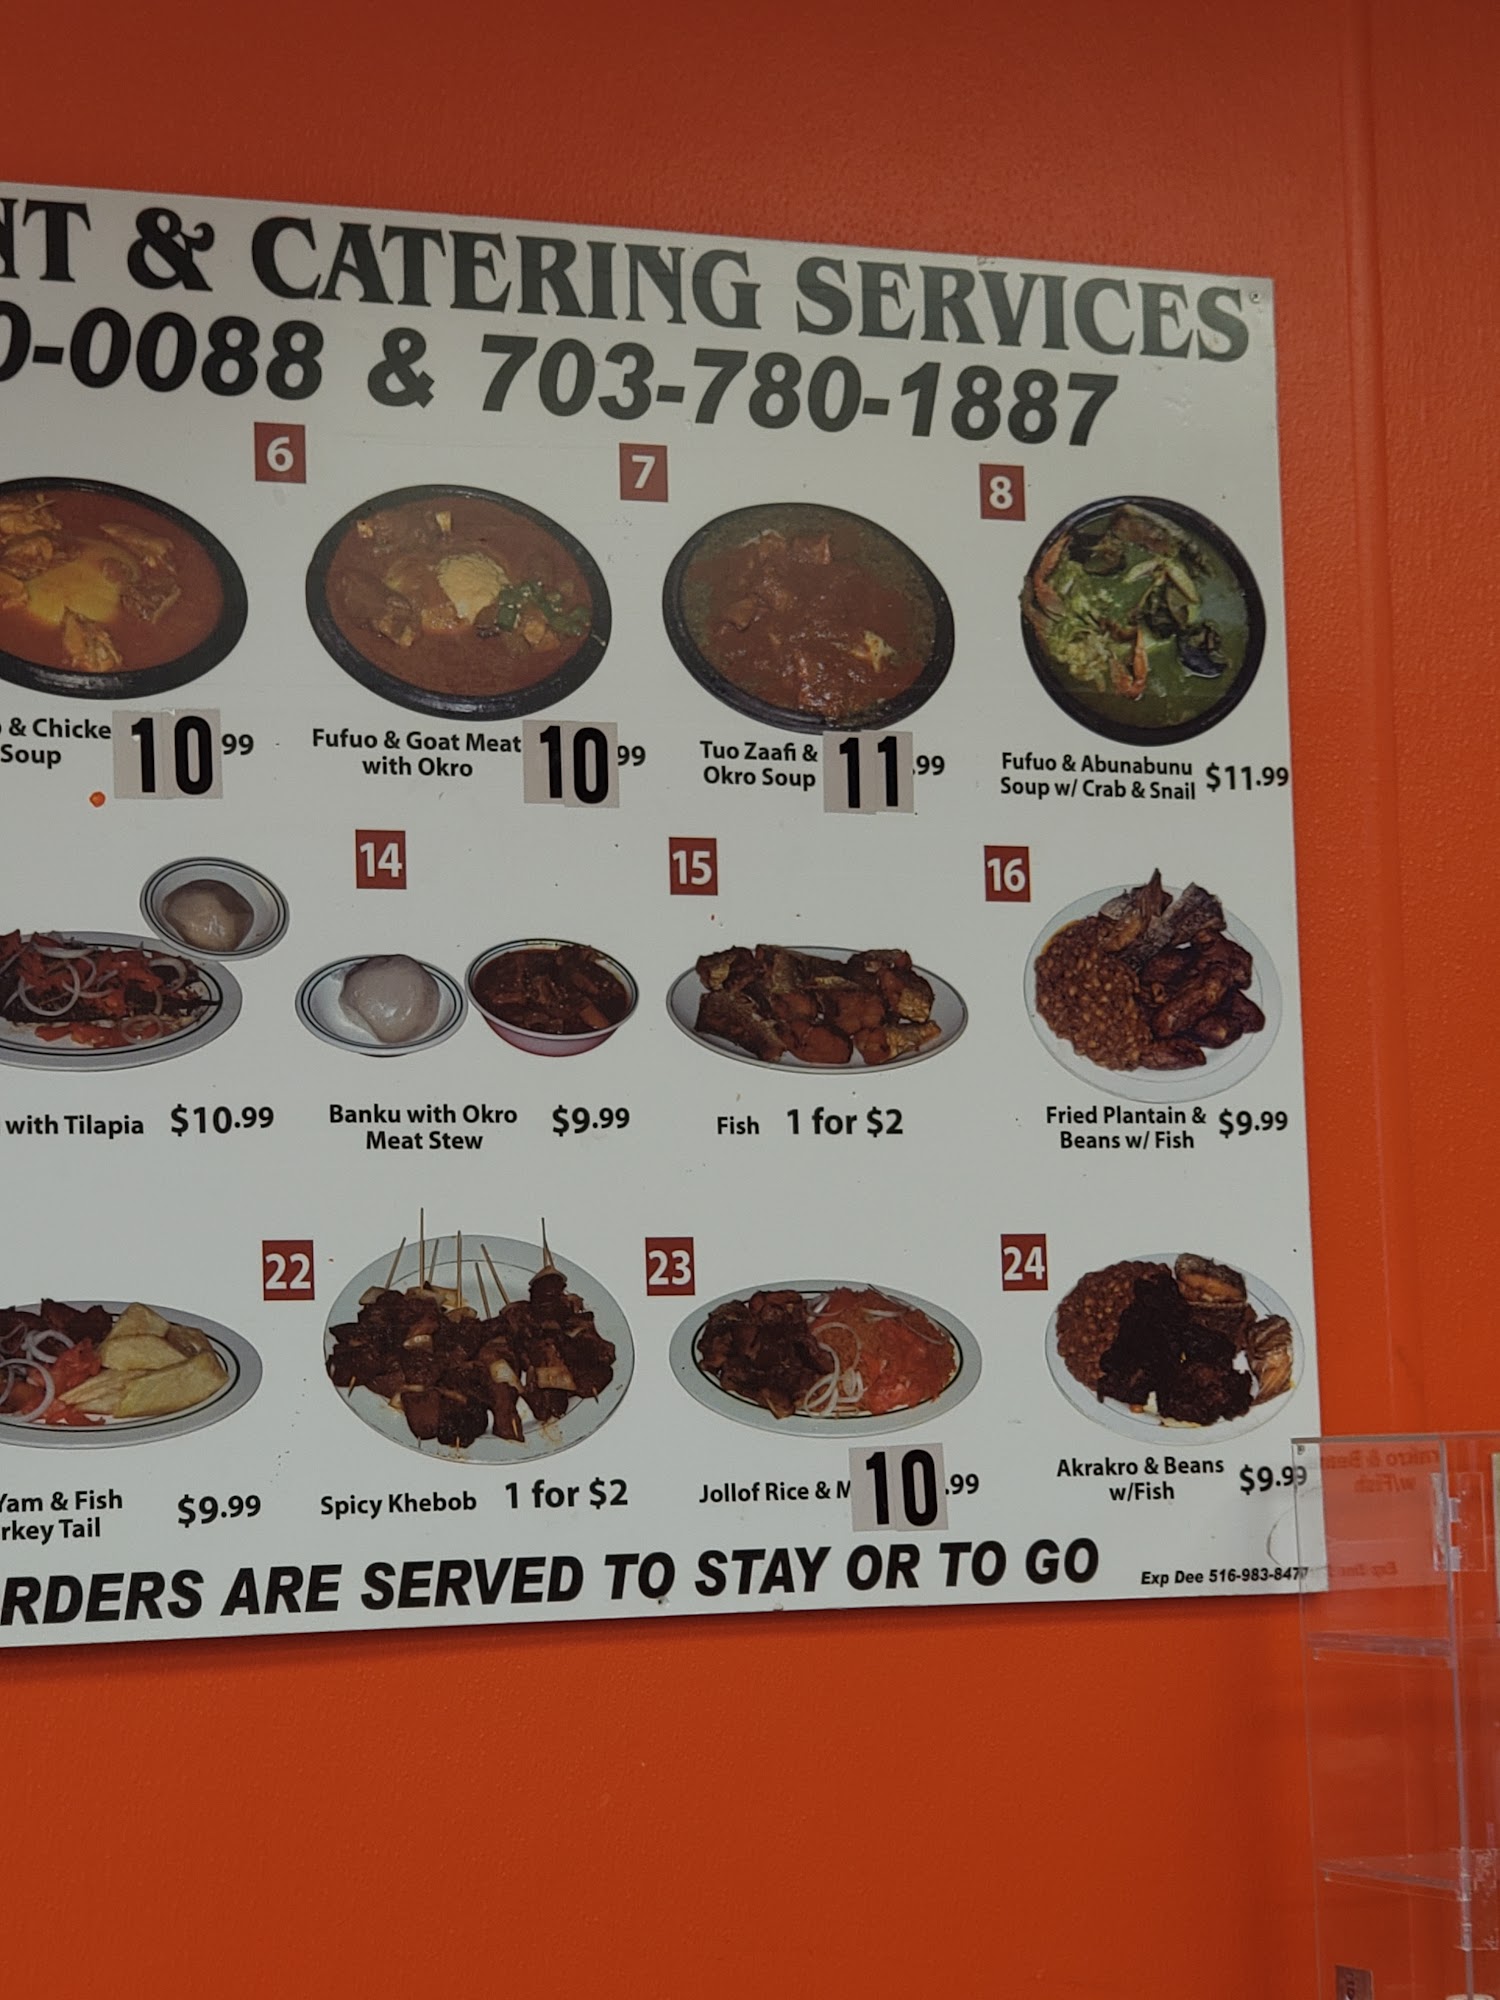 & CATERING SERVICES
0-0088 & 703-780-1887
6
7
8
& Chicke
Soup
10 99
Fufuo & Goat Meat
with Okro
10 99
Tuo Zaafi &
Okro Soup
11 .99
Fufuo & Abunabunu
Soup w/ Crab & Snail
$11.99
14
15
16
with Tilapia $10.99
Banku with Okro
Meat Stew
$9.99
Fish 1 for $2
Fried Plantain &
Beans w/ Fish
$9.99
22
23
24
Yam & Fish
rkey Tail
$9.99
Spicy Khebob 1 for $2
Jollof Rice & M 10 .99
Akrakro & Beans
w/Fish
$9.99
RDERS ARE SERVED TO STAY OR TO GO
Exp Dee 516-983-8477